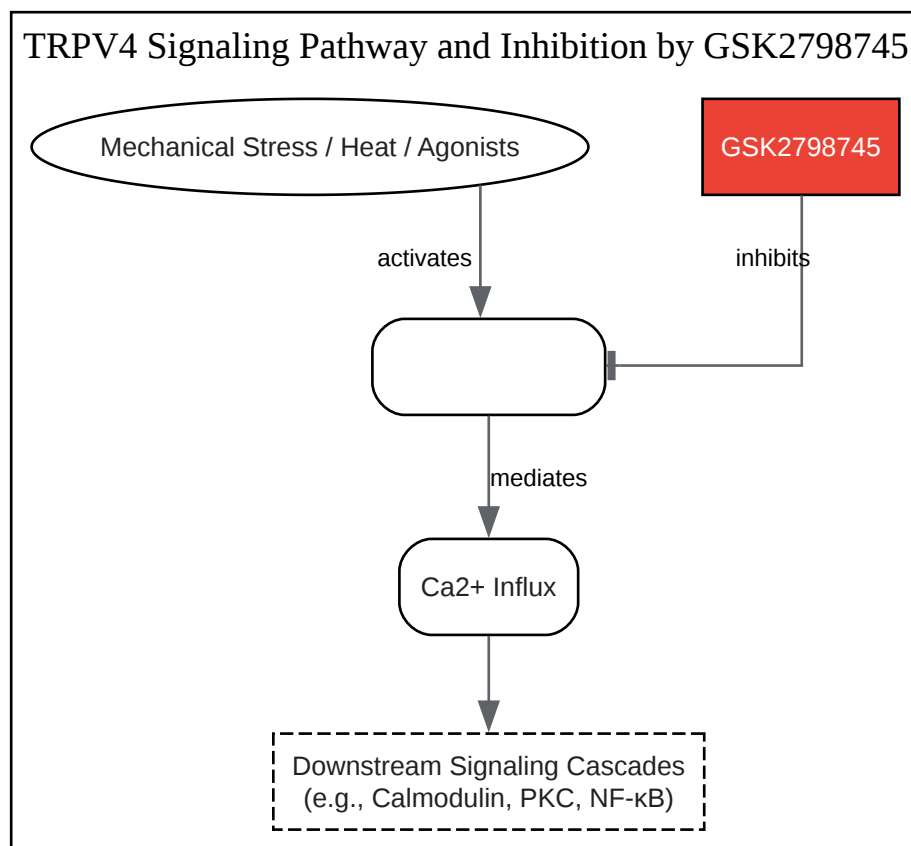 TRPV4 Signaling Pathway and Inhibition by GSK2798745
Mechanical Stress / Heat / Agonists
GSK2798745
activates
inhibits
mediates
Ca2+ Influx
Downstream Signaling Cascades
(e.g., Calmodulin, PKC, NF-κB)